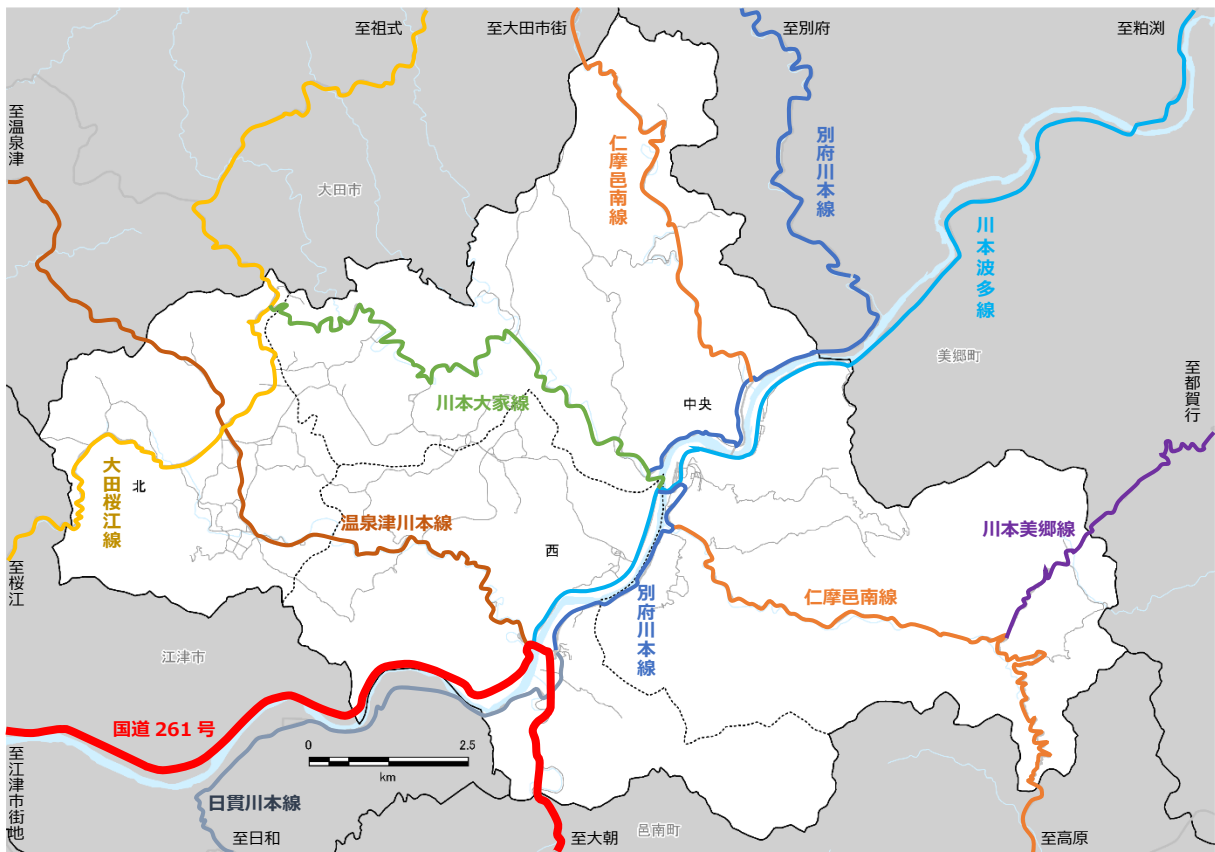 至祖式
至大田市街
至別府
至粕渕
至温泉津
大田市
仁摩邑南線
別府川本線
川本波多線
美郷町
至都賀行
川本大家線
中央
大田桜江線
北
温泉津川本線
西
川本美郷線
至桜江
別府川本線
仁摩邑南線
江津市
国道 261 号
0
2.5
km
至江津市街地
日貫川本線
至日和
至大朝
邑南町
至高原